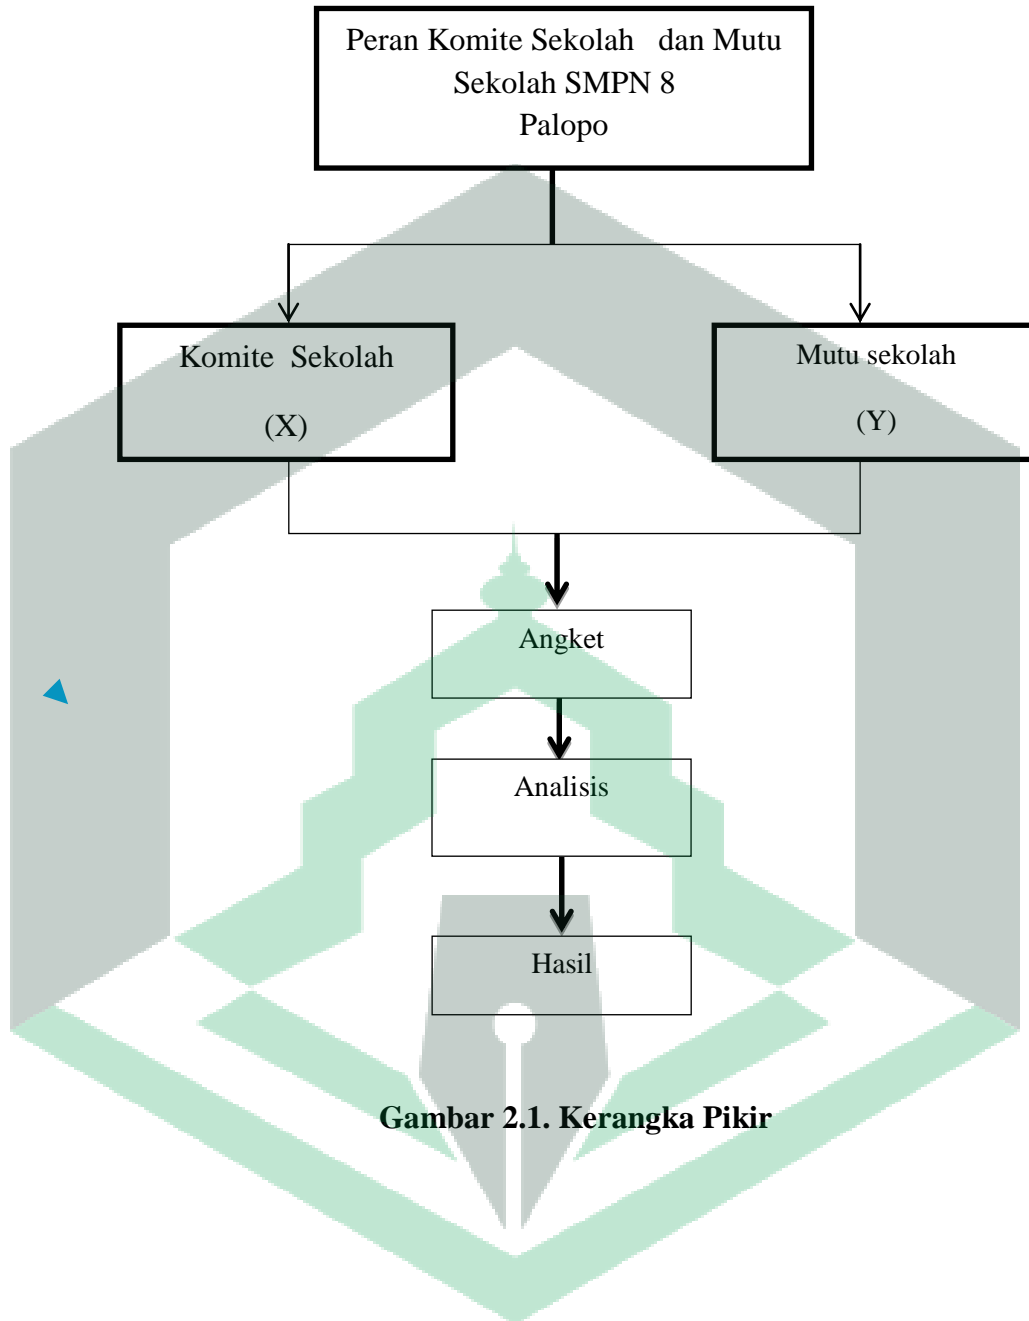 Peran Komite Sekolah dan Mutu
Sekolah SMPN 8
Palopo
Komite Sekolah
(X)
Mutu sekolah
(Y)
Angket
Analisis
Hasil
Gambar 2.1. Kerangka Pikir